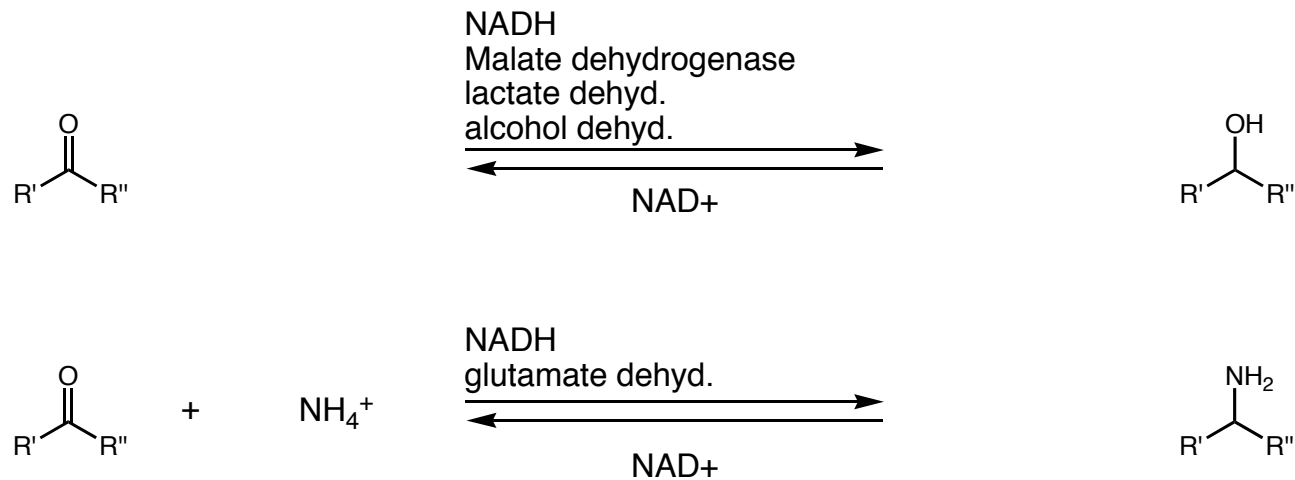 NADH
Malate dehydrogenase
lactate dehyd.
alcohol dehyd.
O
R' R"
OH
R' R"
NAD+
NADH
glutamate dehyd.
O
R' R"
+ NH₄⁺
NH₂
R' R"
NAD+